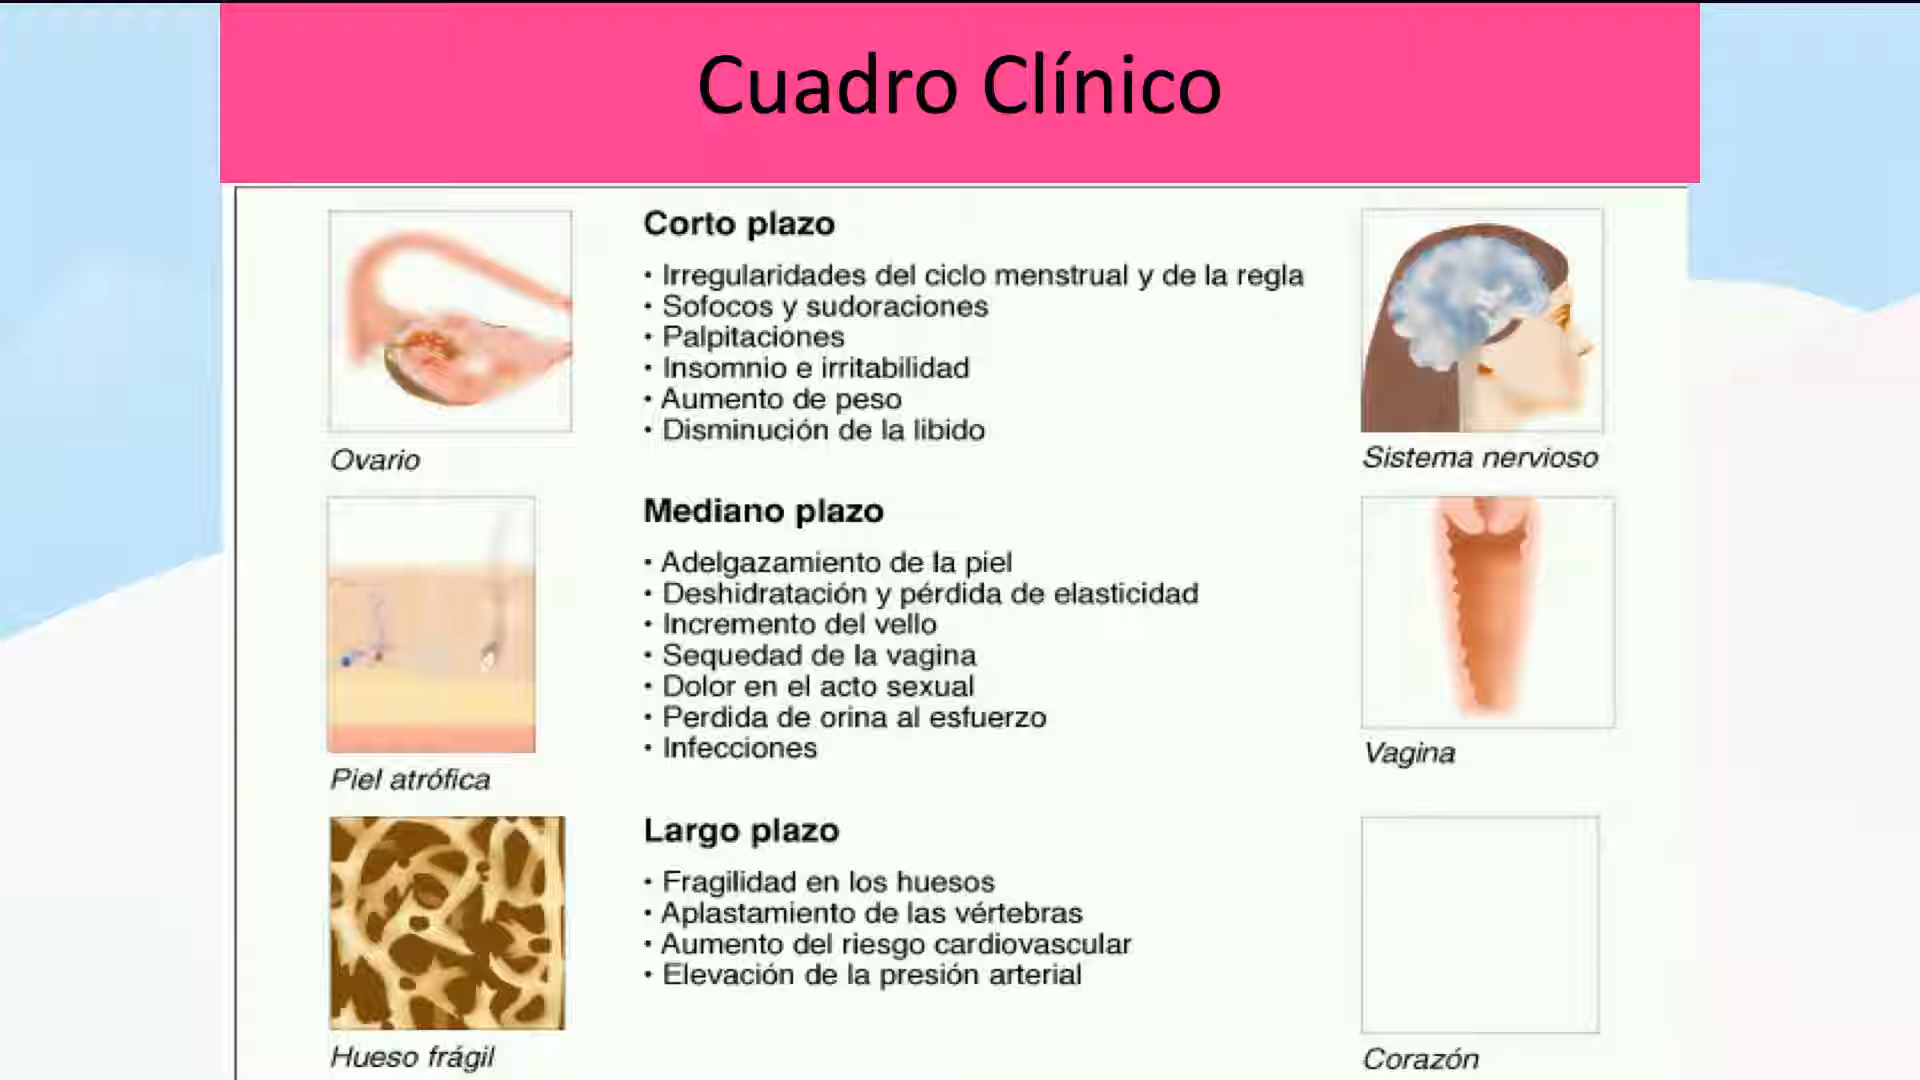 Cuadro Clínico
Corto plazo
• Irregularidades del ciclo menstrual y de la regla
• Sofocos y sudoraciones
• Palpitaciones
• Insomnio e irritabilidad
• Aumento de peso
• Disminución de la libido
Ovario
Sistema nervioso
Mediano plazo
• Adelgazamiento de la piel
• Deshidratación y pérdida de elasticidad
• Incremento del vello
• Sequedad de la vagina
• Dolor en el acto sexual
• Perdida de orina al esfuerzo
• Infecciones
Piel atrófica
Vagina
Largo plazo
• Fragilidad en los huesos
• Aplastamiento de las vértebras
• Aumento del riesgo cardiovascular
• Elevación de la presión arterial
Hueso frágil
Corazón